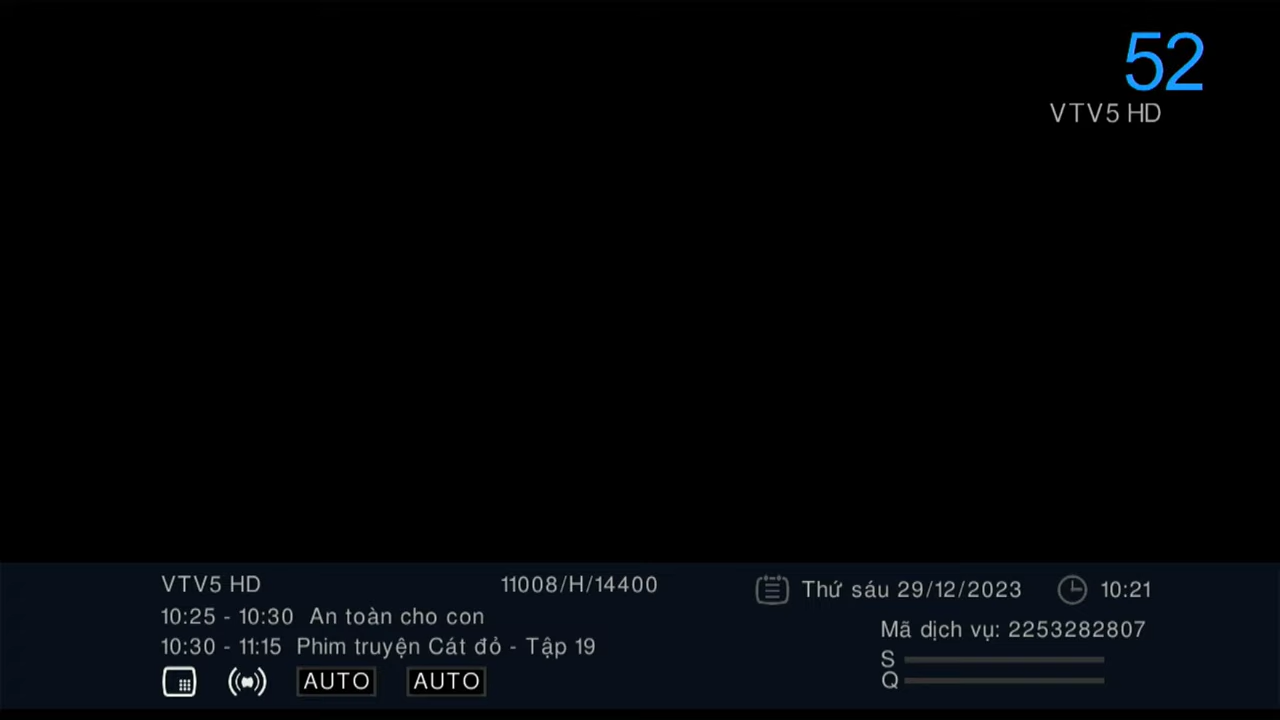 52
VTV5 HD
VTV5 HD
11008/H/14400
Thứ sáu 29/12/2023
10:21
10:25 - 10:30 An toàn cho con
10:30 - 11:15 Phim truyện Cát đỏ - Tập 19
Mã dịch vụ: 2253282807
S
Q
AUTO
AUTO